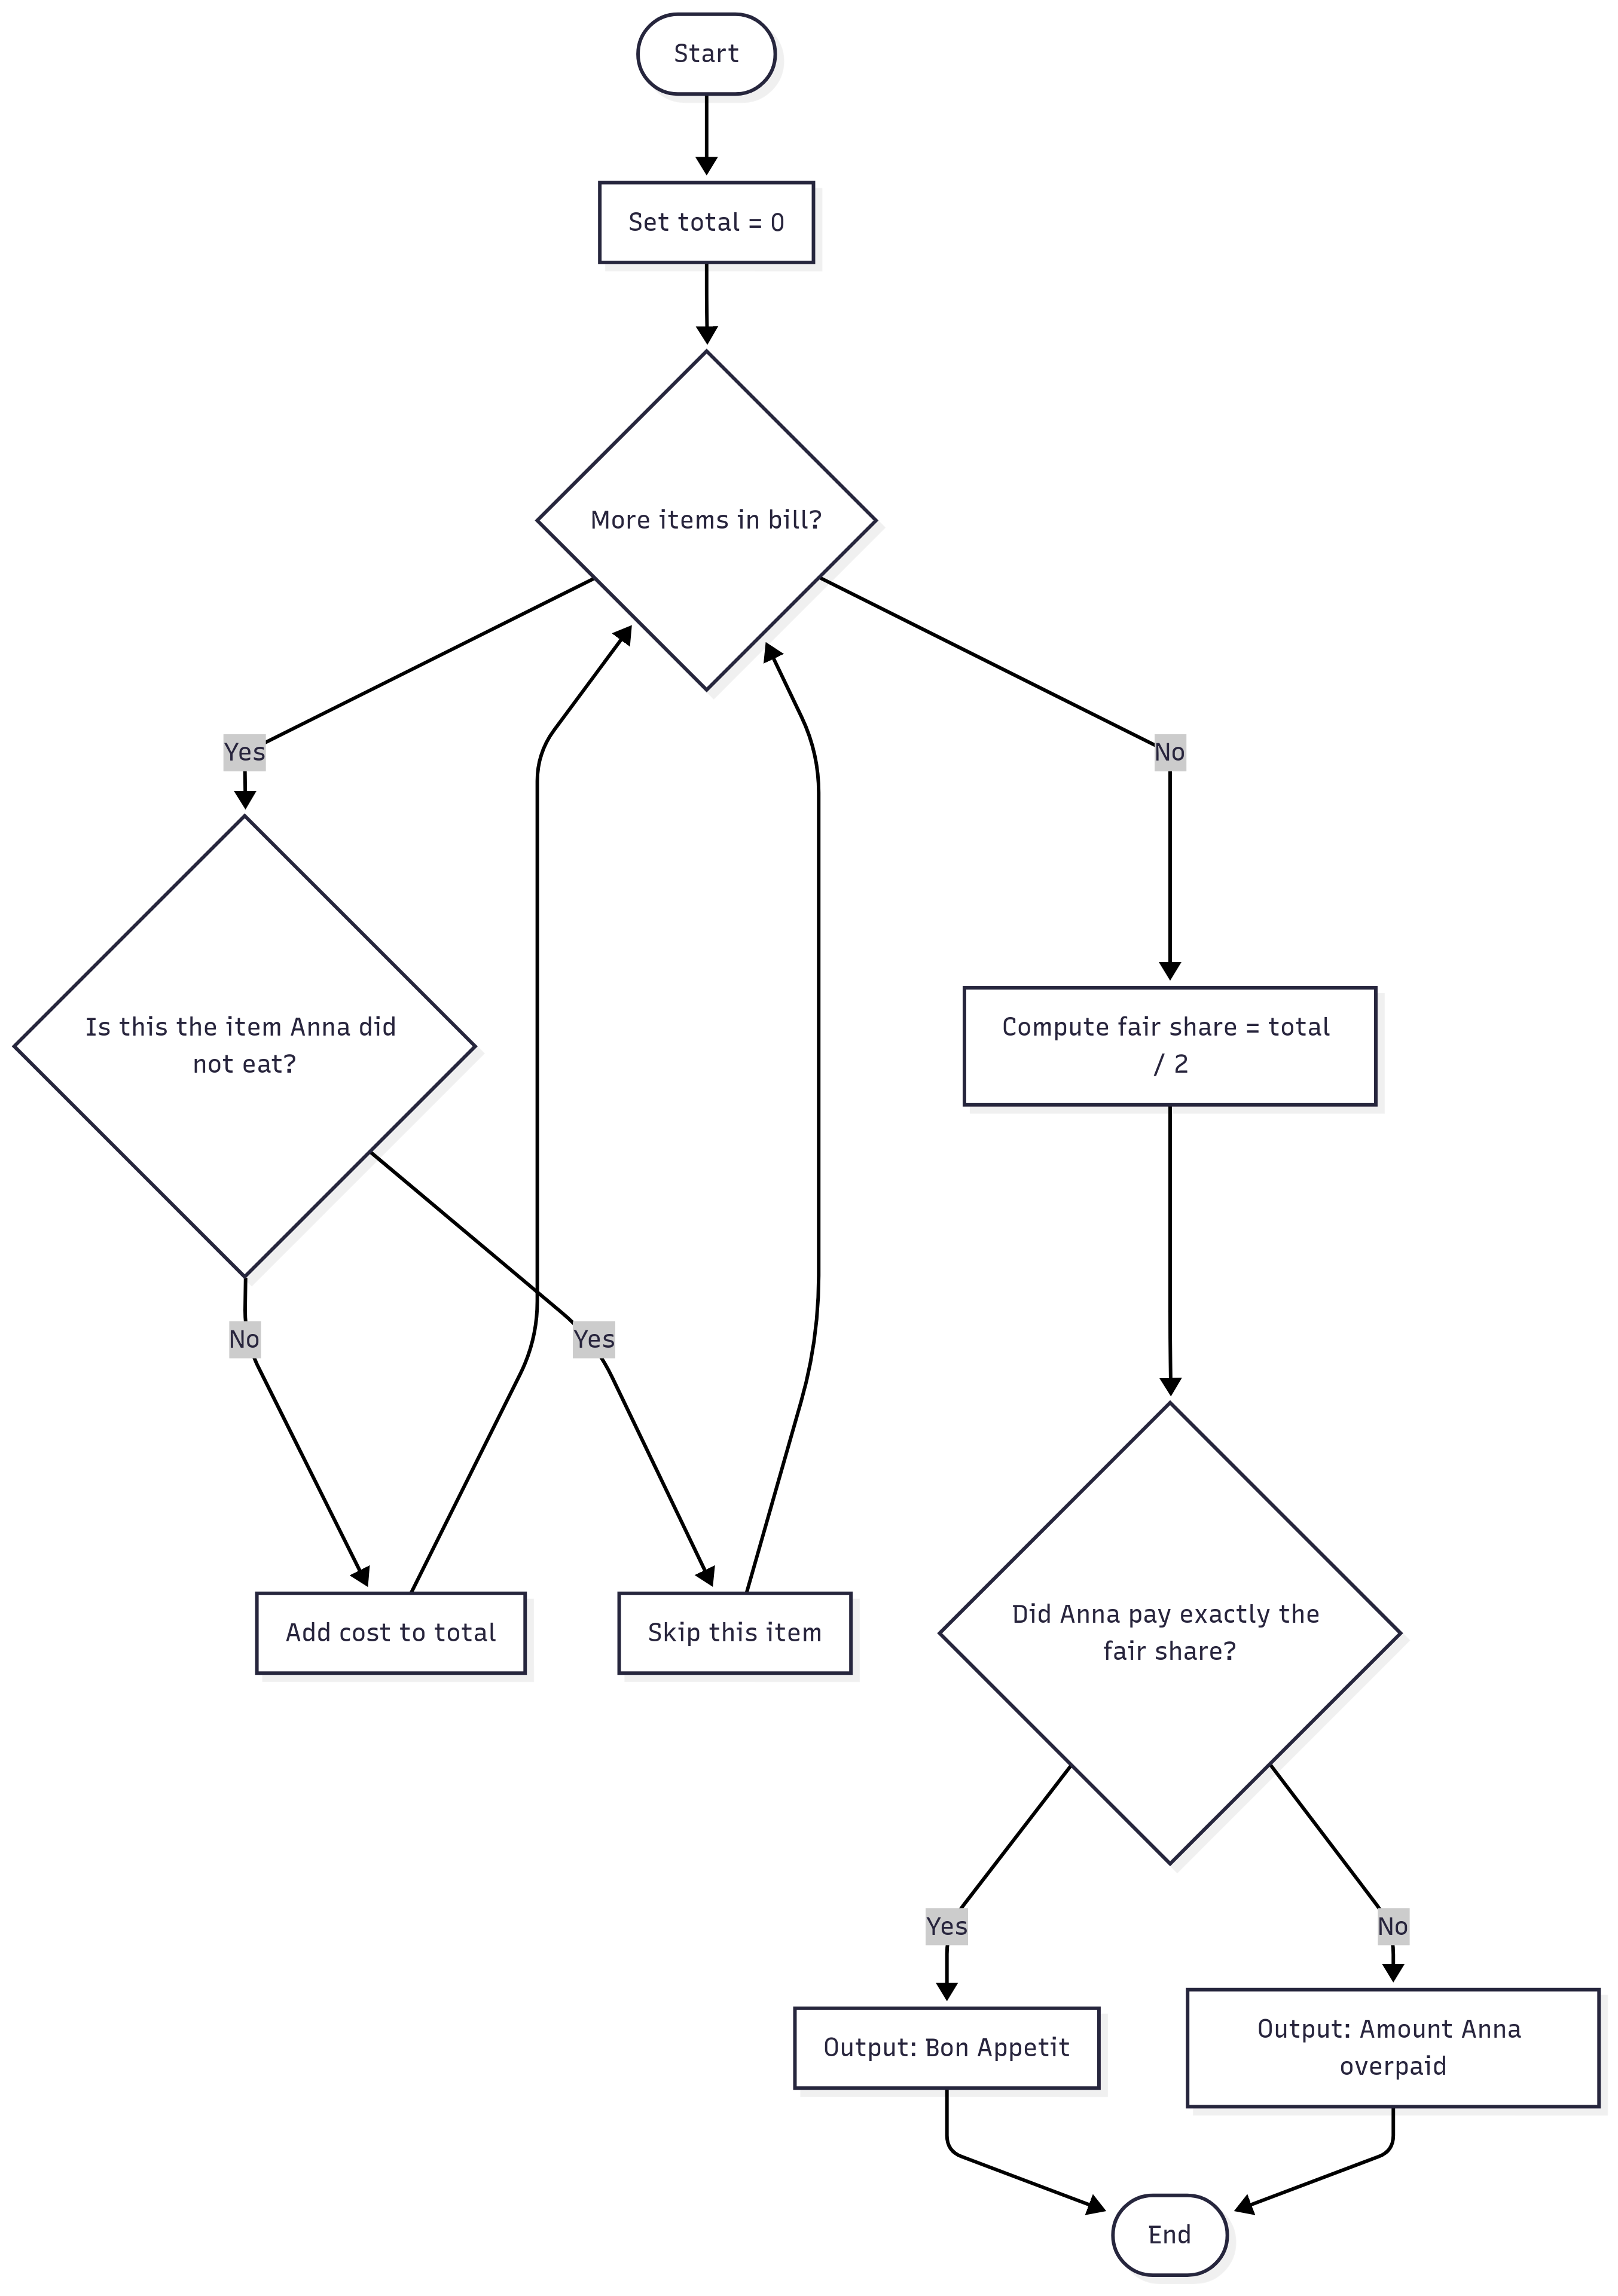 Start
Set total = 0
More items in bill?
Yes
No
Is this the item Anna did
not eat?
Compute fair share = total
/ 2
No
Yes
Add cost to total
Skip this item
Did Anna pay exactly the
fair share?
Yes
No
Output: Bon Appetit
Output: Amount Anna
overpaid
End